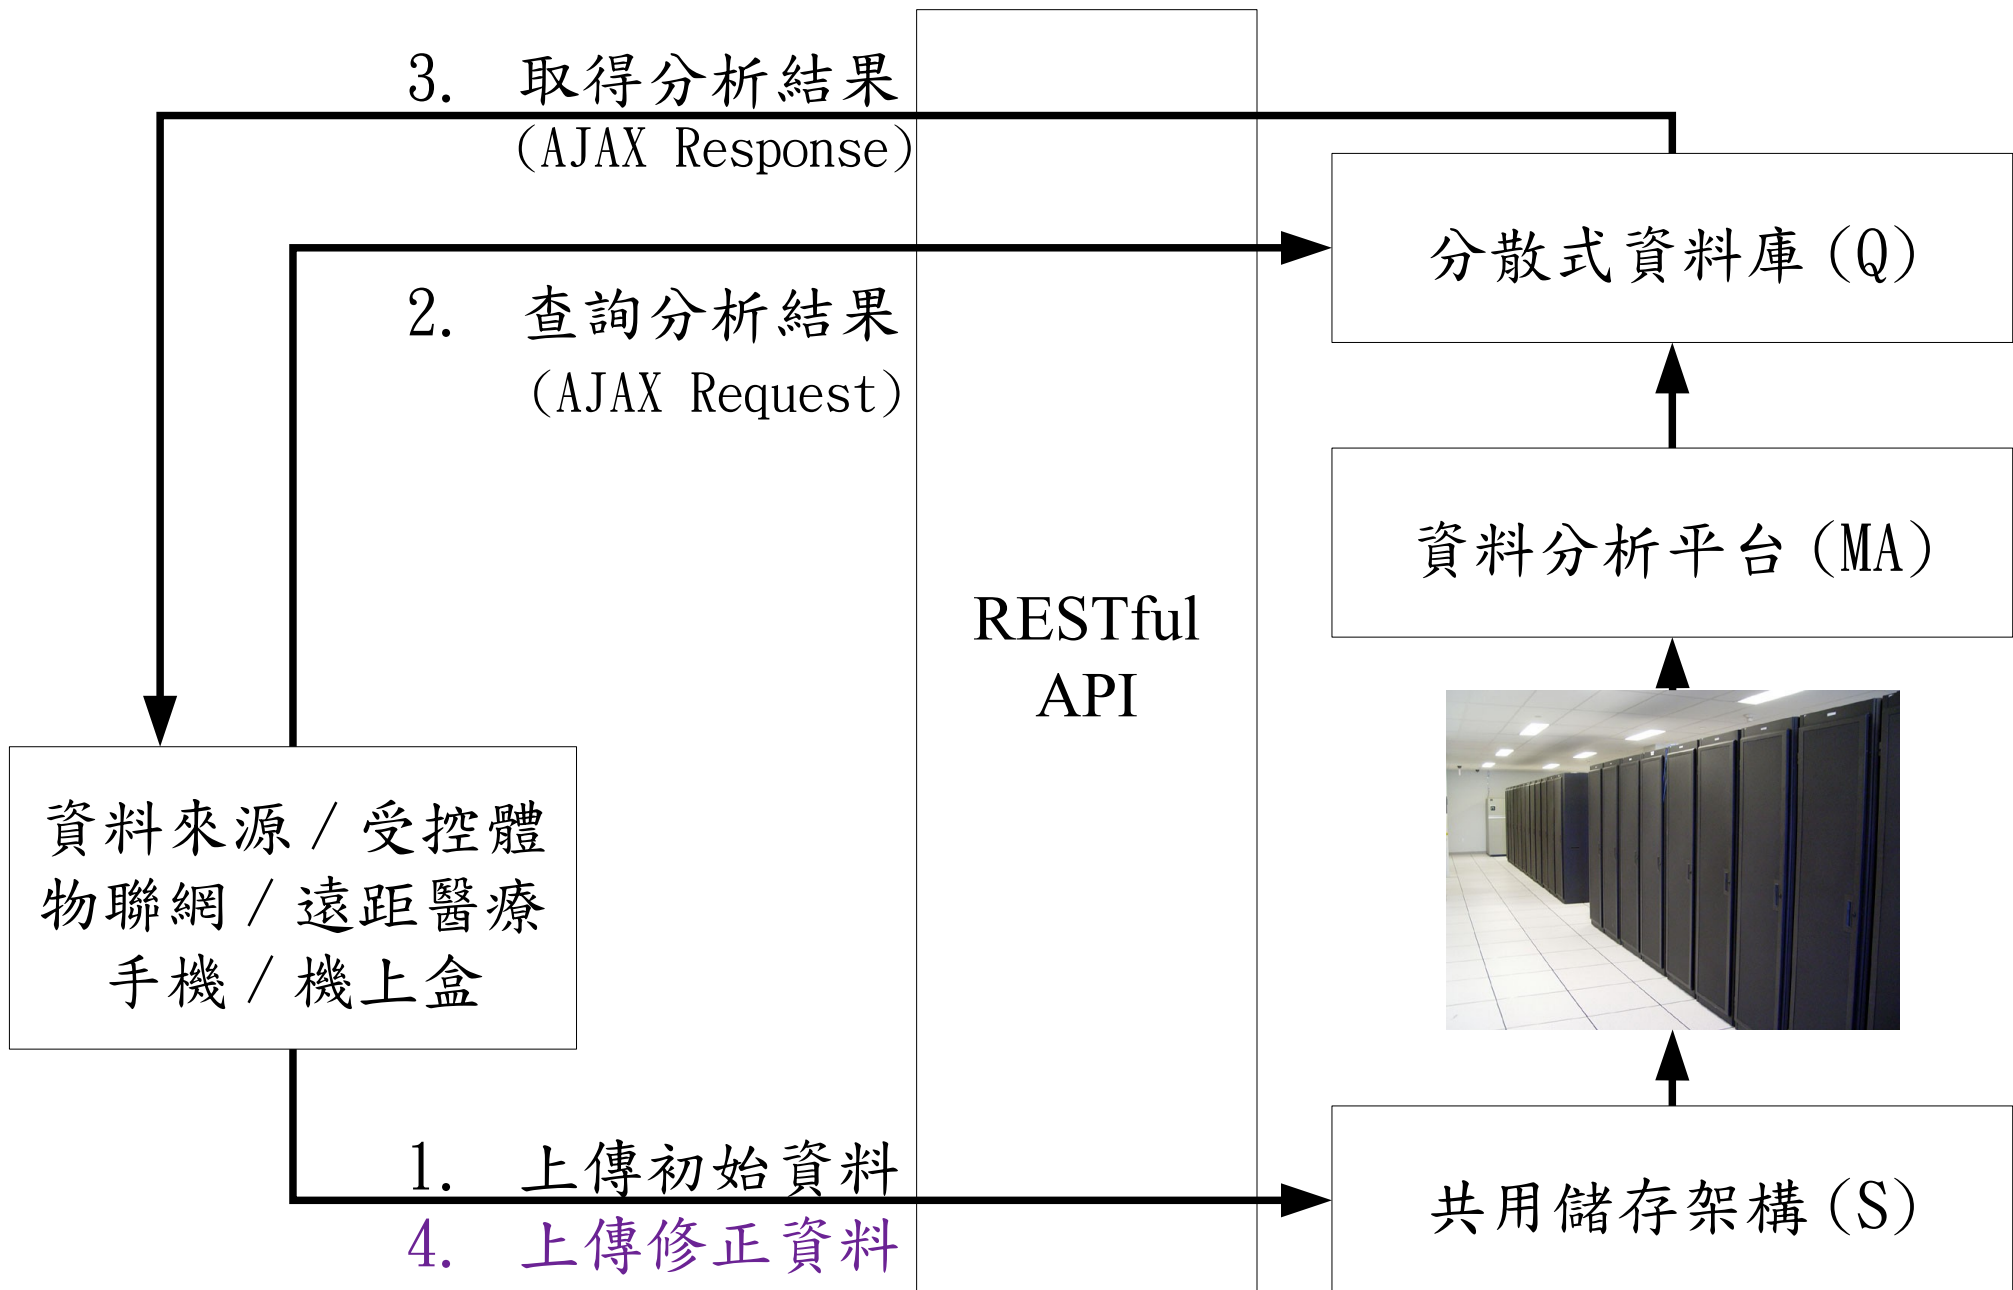 3. 取得分析結果
(AJAX Response)
分散式資料庫(Q)
2. 查詢分析結果
(AJAX Request)
資料分析平台(MA)
RESTful
API
資料來源/受控體
物聯網/遠距醫療
手機/機上盒
1. 上傳初始資料
4. 上傳修正資料
共用儲存架構(S)